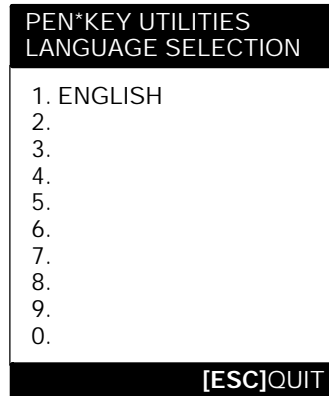 PEN*KEY UTILITIES
LANGUAGE SELECTION
1. ENGLISH
2.
3.
4.
5.
6.
7.
8.
9.
0.
[ESC]QUIT